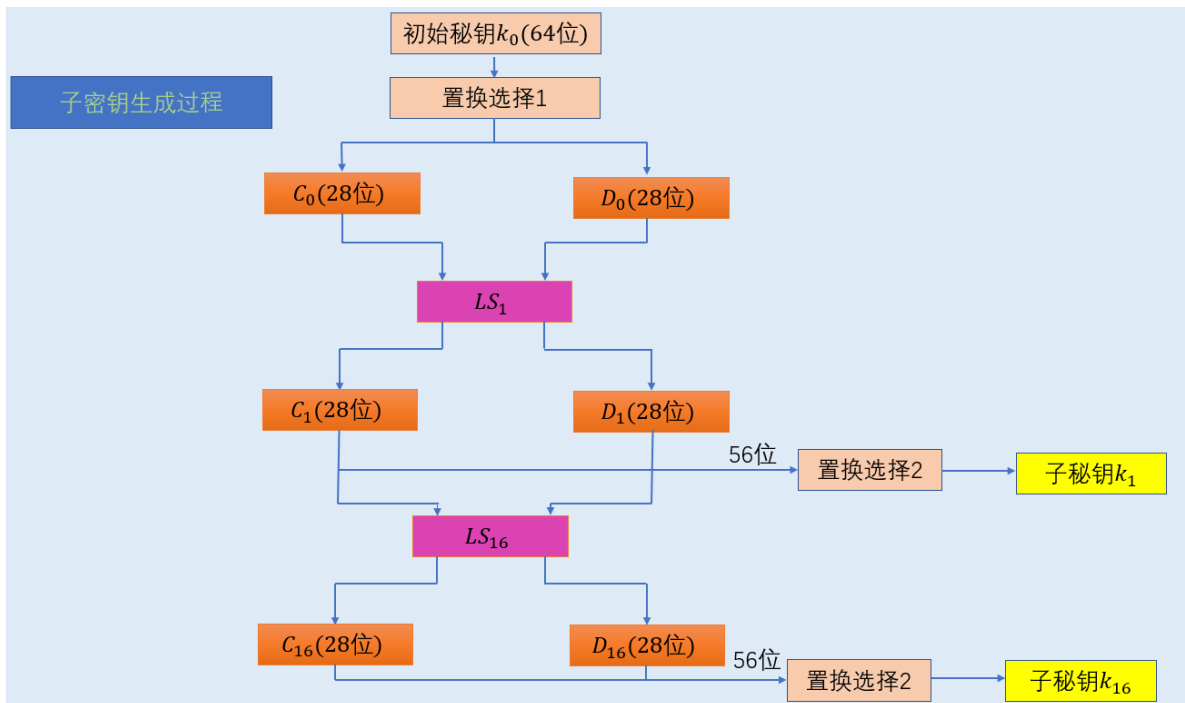 初始秘钥k₀(64位)
子密钥生成过程
置换选择1
C₀(28位)
D₀(28位)
LS₁
C₁(28位)
D₁(28位)
56位
置换选择2
子秘钥k₁
LS₁₆
C₁₆(28位)
D₁₆(28位)
56位
置换选择2
子秘钥k₁₆